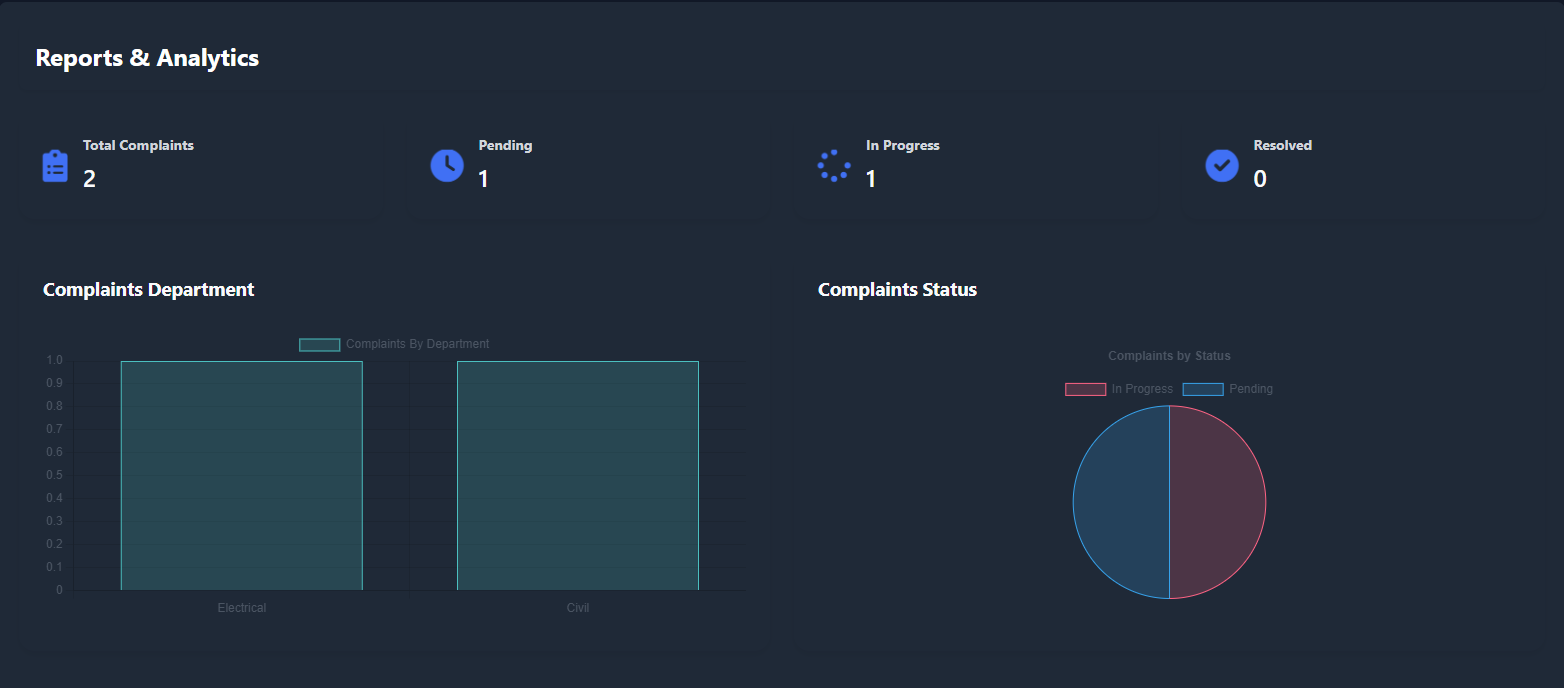 Reports & Analytics
Total Complaints
2
Pending
1
In Progress
1
Resolved
0
Complaints Department
Complaints By Department
1.0
0.9
0.8
0.7
0.6
0.5
0.4
0.3
0.2
0.1
0
Electrical Civil
Complaints Status
Complaints by Status
In Progress Pending